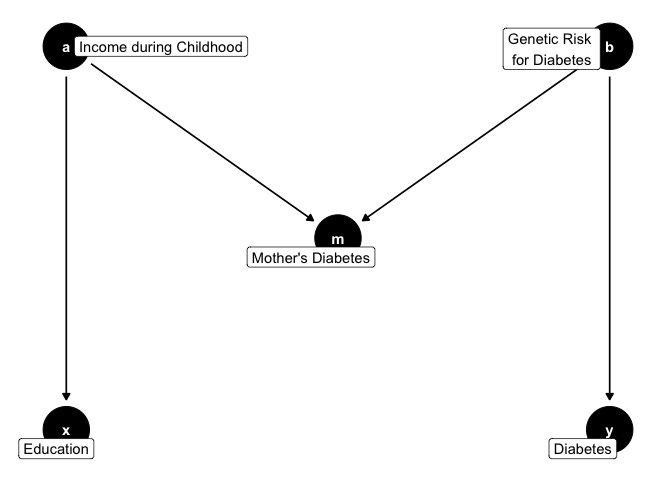 a
Income during Childhood
Genetic Risk
for Diabetes
b
m
Mother's Diabetes
x
Education
y
Diabetes